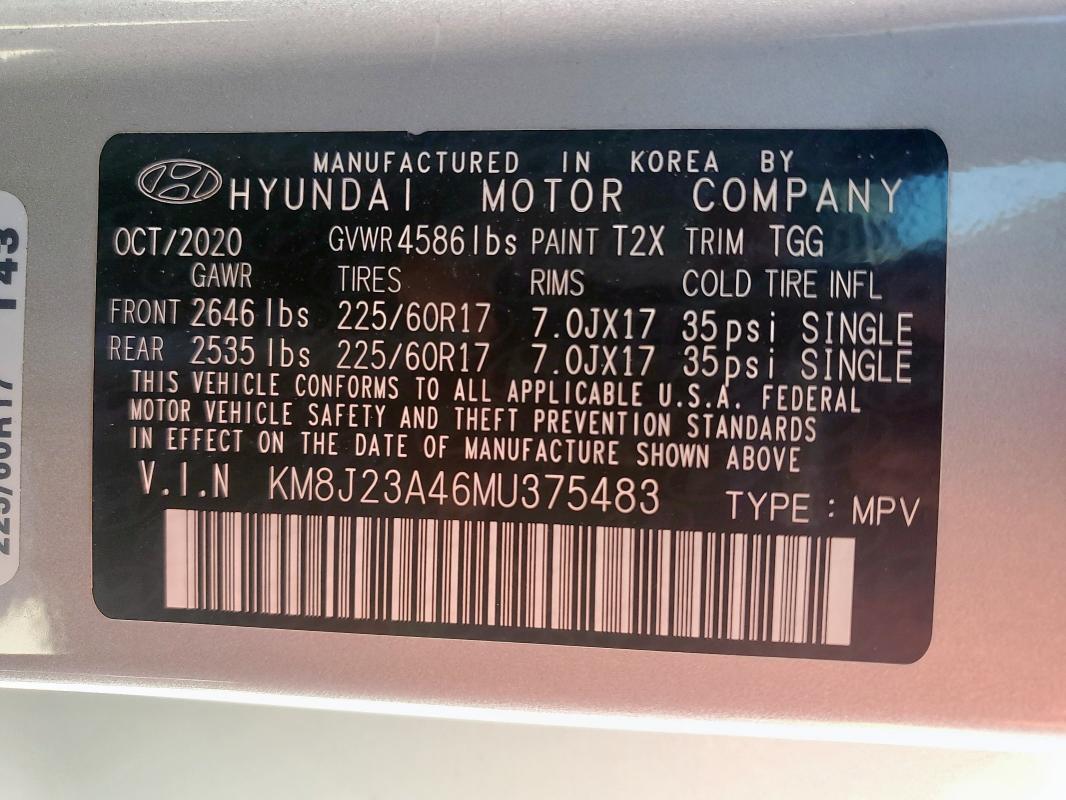 MANUFACTURED IN KOREA BY
HYUNDAI MOTOR COMPANY
OCT/2020 GVWR 4586 lbs PAINT T2X TRIM TGG
GAWR TIRES RIMS COLD TIRE INFL
FRONT 2646 lbs 225/60R17 7.0JX17 35psi SINGLE
REAR 2535 lbs 225/60R17 7.0JX17 35psi SINGLE
THIS VEHICLE CONFORMS TO ALL APPLICABLE U.S.A. FEDERAL
MOTOR VEHICLE SAFETY AND THEFT PREVENTION STANDARDS
IN EFFECT ON THE DATE OF MANUFACTURE SHOWN ABOVE
V.I.N KM8J23A46MU375483 TYPE : MPV
225/60R17 143